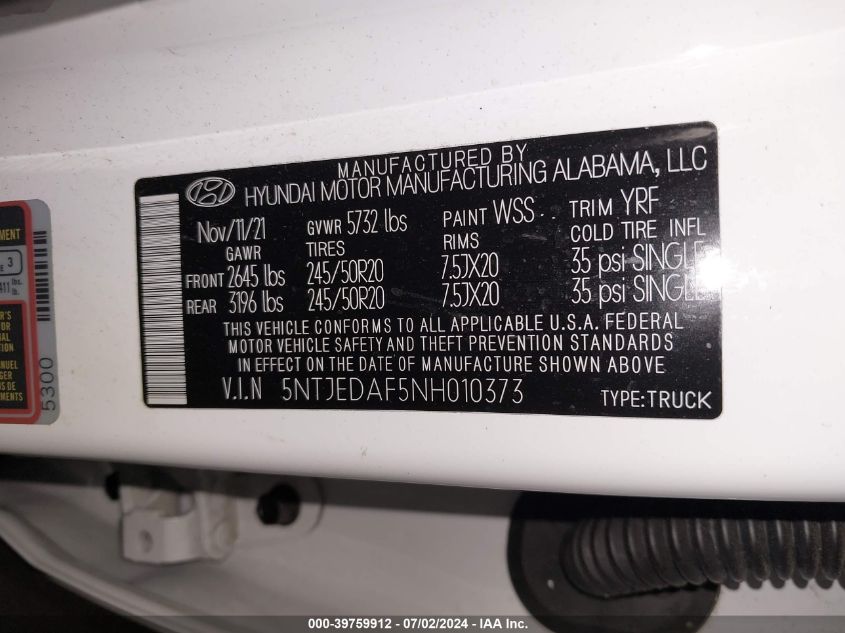 MANUFACTURED BY
HYUNDAI MOTOR MANUFACTURING ALABAMA, LLC
Nov/11/21 GVWR 5732 lbs PAINT WSS TRIM YRF
GAWR TIRES RIMS COLD TIRE INFL
FRONT 2645 lbs 245/50R20 7.5JX20 35 psi SINGLE
REAR 3196 lbs 245/50R20 7.5JX20 35 psi SINGLE
THIS VEHICLE CONFORMS TO ALL APPLICABLE U.S.A. FEDERAL
MOTOR VEHICLE SAFETY AND THEFT PREVENTION STANDARDS
IN EFFECT ON THE DATE OF MANUFACTURE SHOWN ABOVE
V.I.N 5NTJEDAF5NH010373 TYPE:TRUCK
3
lbs.
5300
000-39759912 - 07/02/2024 - IAA Inc.